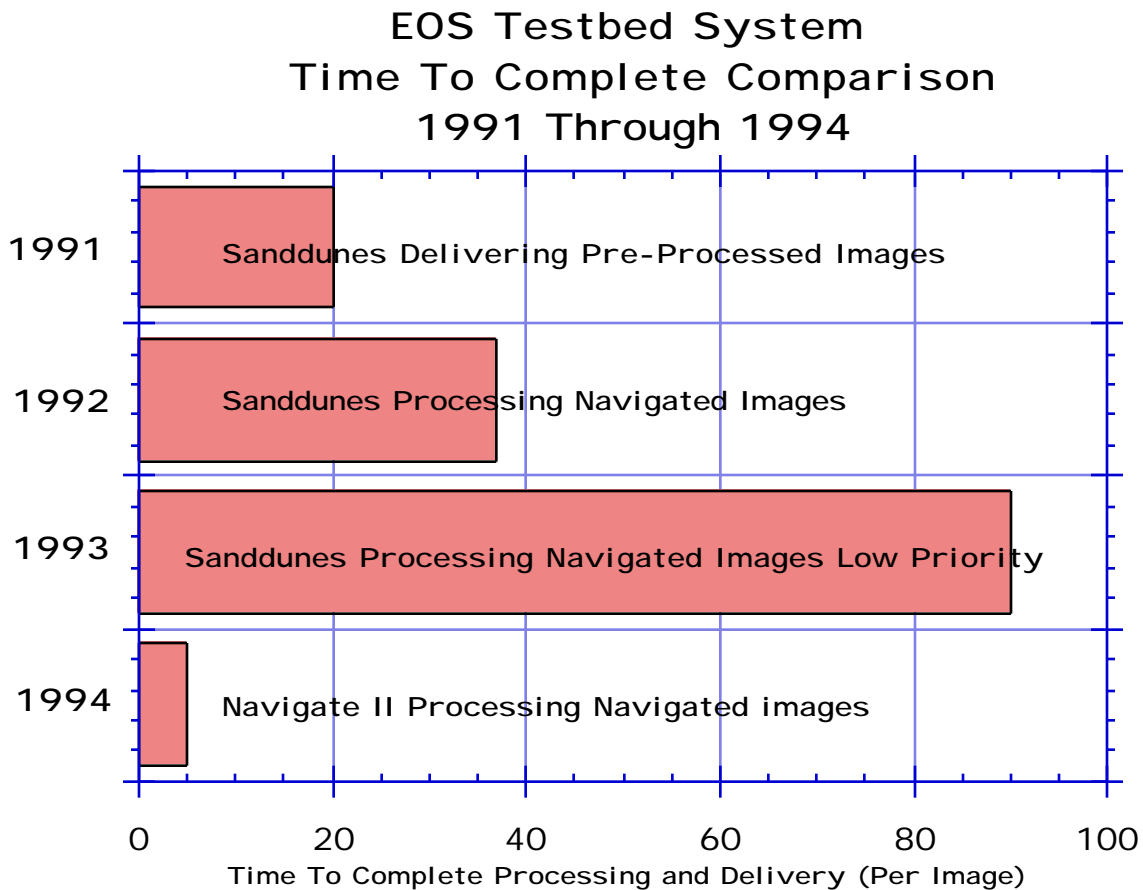 EOS Testbed System
Time To Complete Comparison
1991 Through 1994
1991
Sanddunes Delivering Pre-Processed Images
1992
Sanddunes Processing Navigated Images
1993
Sanddunes Processing Navigated Images Low Priority
1994
Navigate II Processing Navigated images
0 20 40 60 80 100
Time To Complete Processing and Delivery (Per Image)